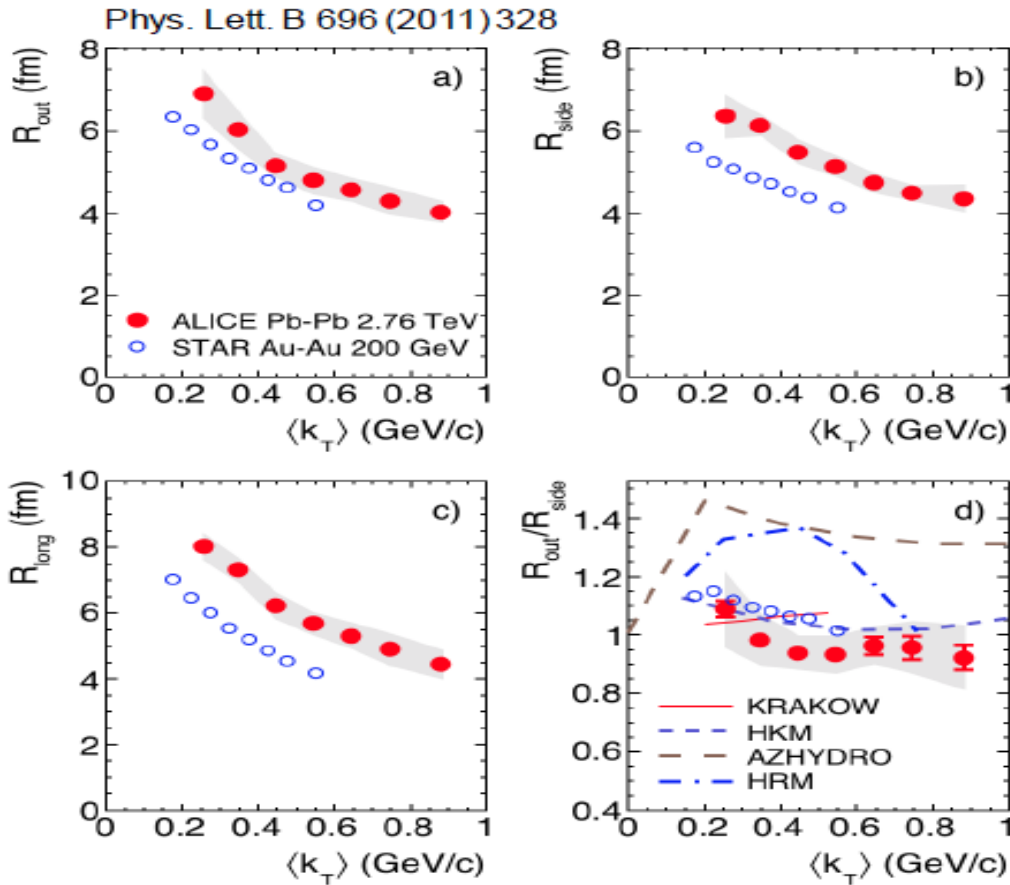 Phys. Lett. B 696 (2011) 328
a)
R_out (fm)
8
6
4
2
0
ALICE Pb-Pb 2.76 TeV
STAR Au-Au 200 GeV
0 0.2 0.4 0.6 0.8 1
⟨k_T⟩ (GeV/c)
b)
R_side (fm)
8
6
4
2
0
0 0.2 0.4 0.6 0.8 1
⟨k_T⟩ (GeV/c)
c)
R_long (fm)
10
8
6
4
2
0
0 0.2 0.4 0.6 0.8 1
⟨k_T⟩ (GeV/c)
d)
R_out/R_side
1.4
1.2
1
0.8
0.6
0.4
KRAKOW
HKM
AZHYDRO
HRM
0 0.2 0.4 0.6 0.8 1
⟨k_T⟩ (GeV/c)